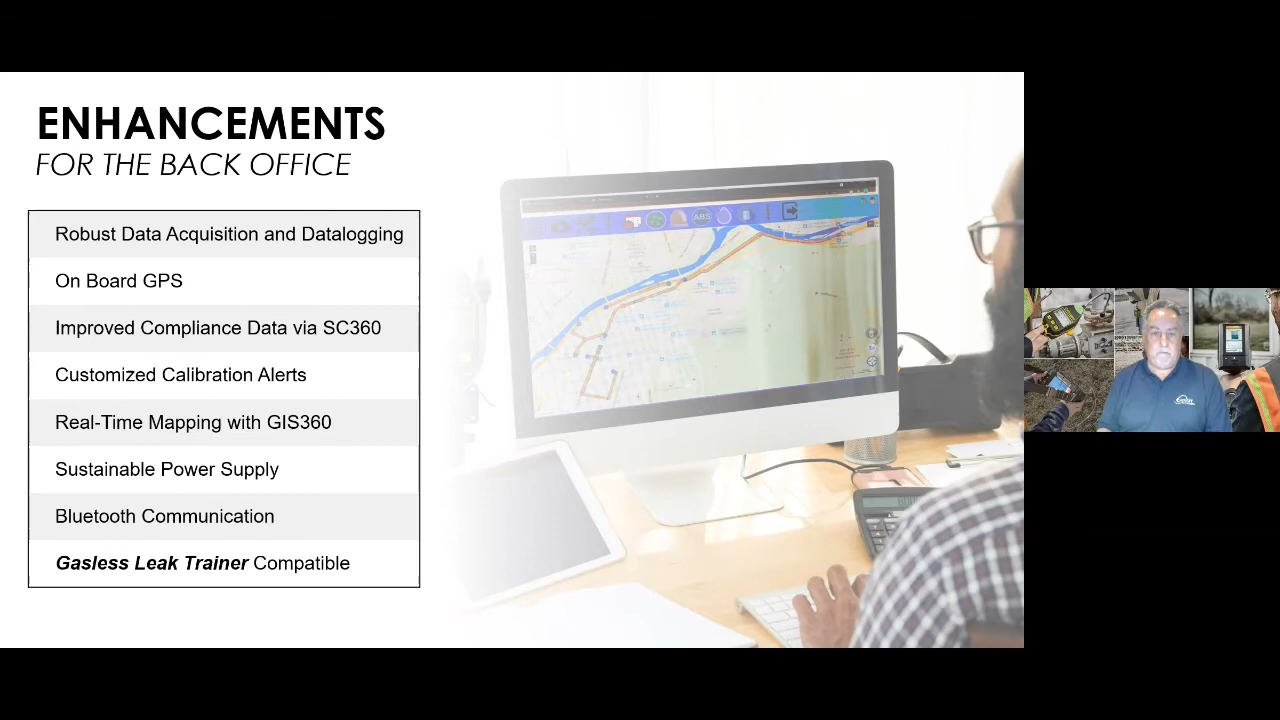 ENHANCEMENTS
FOR THE BACK OFFICE
Robust Data Acquisition and Datalogging
On Board GPS
Improved Compliance Data via SC360
Customized Calibration Alerts
Real-Time Mapping with GIS360
Sustainable Power Supply
Bluetooth Communication
Gasless Leak Trainer Compatible
ABS